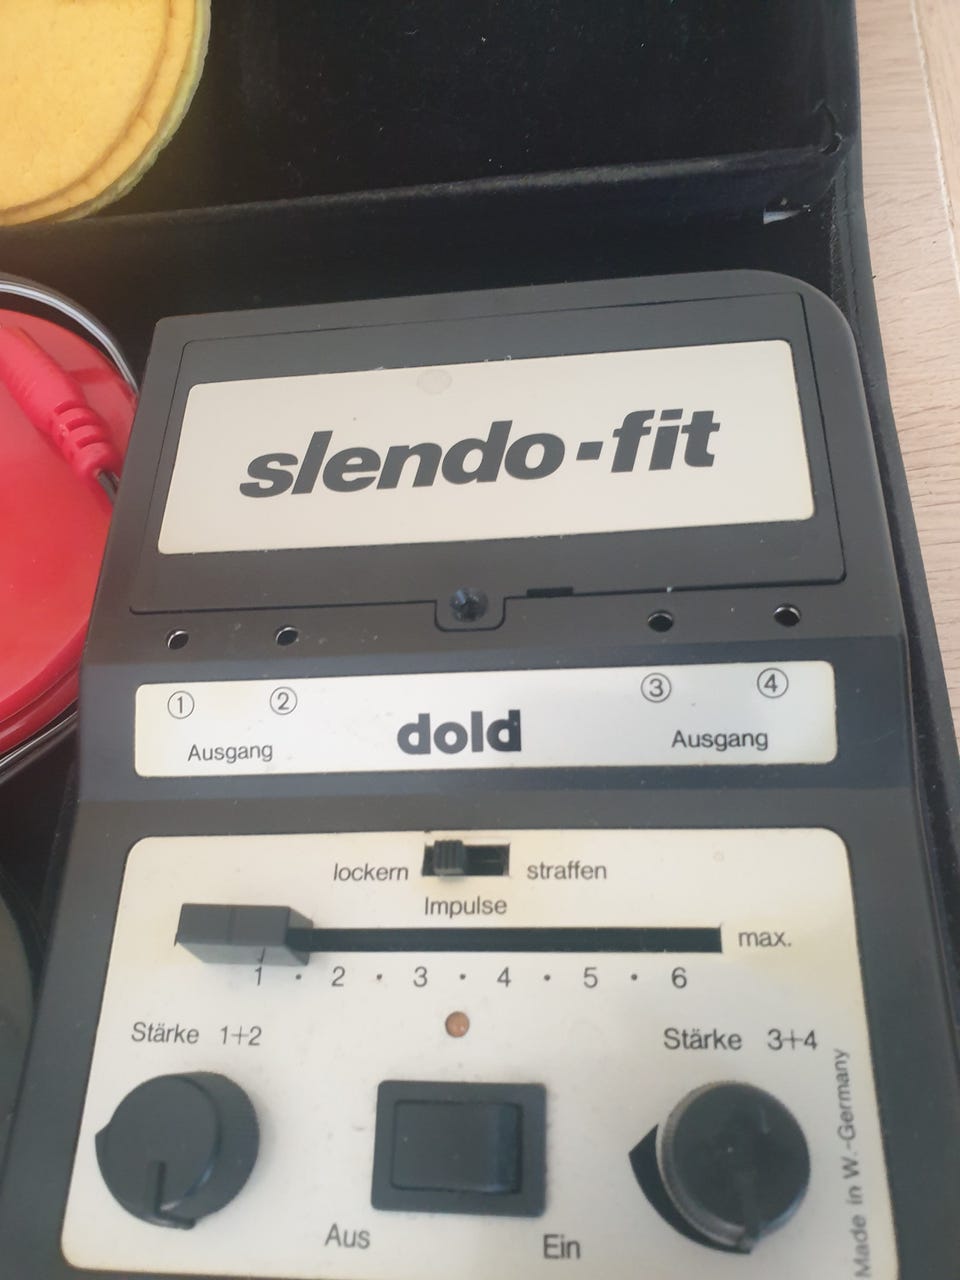 slendo·fit
① ② ③ ④
Ausgang dold Ausgang
lockern straffen
Impulse
max.
1 · 2 · 3 · 4 · 5 · 6
Stärke 1+2 Stärke 3+4
Aus Ein
Made in W.-Germany